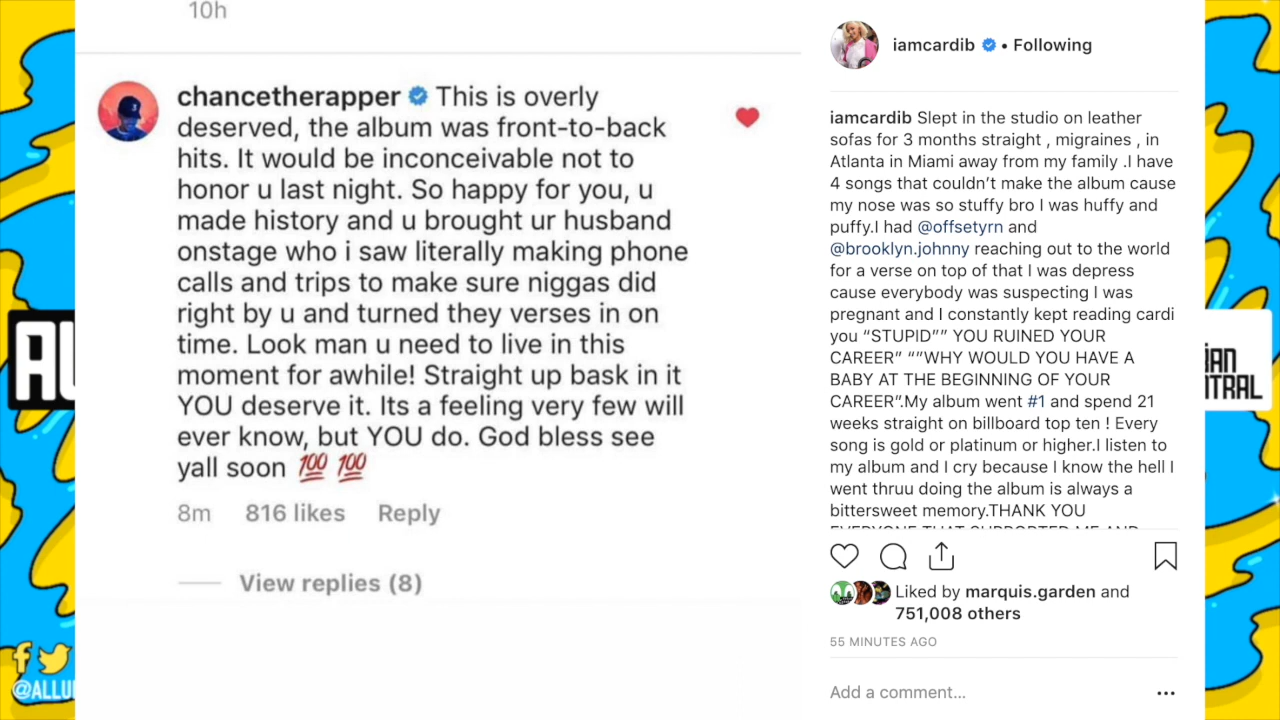 10h
chancetherapper This is overly
deserved, the album was front-to-back
hits. It would be inconceivable not to
honor u last night. So happy for you, u
made history and u brought ur husband
onstage who i saw literally making phone
calls and trips to make sure niggas did
right by u and turned they verses in on
time. Look man u need to live in this
moment for awhile! Straight up bask in it
YOU deserve it. Its a feeling very few will
ever know, but YOU do. God bless see
yall soon 💯 💯
8m 816 likes Reply
View replies (8)
iamcardib • Following
iamcardib Slept in the studio on leather
sofas for 3 months straight , migraines , in
Atlanta in Miami away from my family .I have
4 songs that couldn't make the album cause
my nose was so stuffy bro I was huffy and
puffy.I had @offsetyrn and
@brooklyn.johnny reaching out to the world
for a verse on top of that I was depress
cause everybody was suspecting I was
pregnant and I constantly kept reading cardi
you “STUPID”” YOU RUINED YOUR
CAREER” “”WHY WOULD YOU HAVE A
BABY AT THE BEGINNING OF YOUR
CAREER”.My album went #1 and spend 21
weeks straight on billboard top ten ! Every
song is gold or platinum or higher.I listen to
my album and I cry because I know the hell I
went thruu doing the album is always a
bittersweet memory.THANK YOU
EVERYONE THAT SUPPORTED ME AND
Liked by marquis.garden and
751,008 others
55 MINUTES AGO
Add a comment...
@ALLU